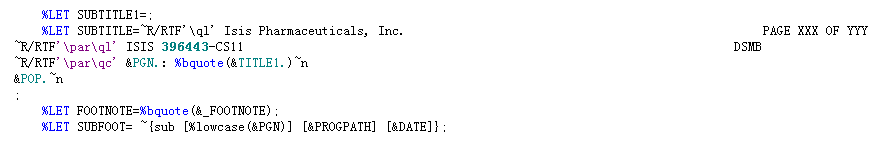 %LET SUBTITLE1=;
%LET SUBTITLE=~R/RTF'\ql' Isis Pharmaceuticals, Inc. PAGE XXX OF YYY
~R/RTF'\par\ql' ISIS 396443-CS11 DSMB
~R/RTF'\par\qc' &PGN.: %bquote(&TITLE1.)~n
&POP.~n
;
%LET FOOTNOTE=%bquote(&_FOOTNOTE);
%LET SUBFOOT= ~{sub [%lowcase(&PGN)] [&PROGPATH] [&DATE]};